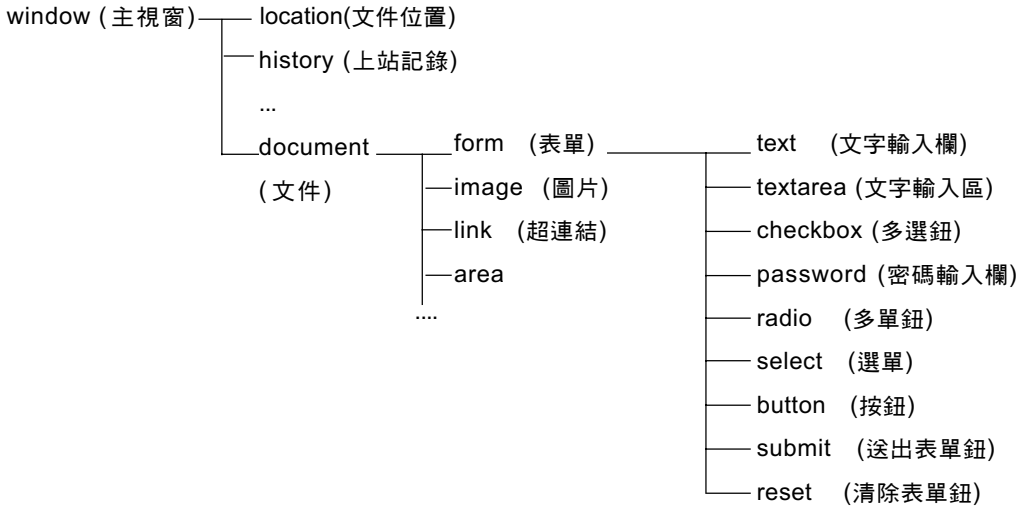 window (主視窗) location(文件位置)
history (上站記錄)
...
document form (表單) text (文字輸入欄)
(文件) image (圖片) textarea (文字輸入區)
link (超連結) checkbox (多選鈕)
area password (密碼輸入欄)
.... radio (多單鈕)
select (選單)
button (按鈕)
submit (送出表單鈕)
reset (清除表單鈕)